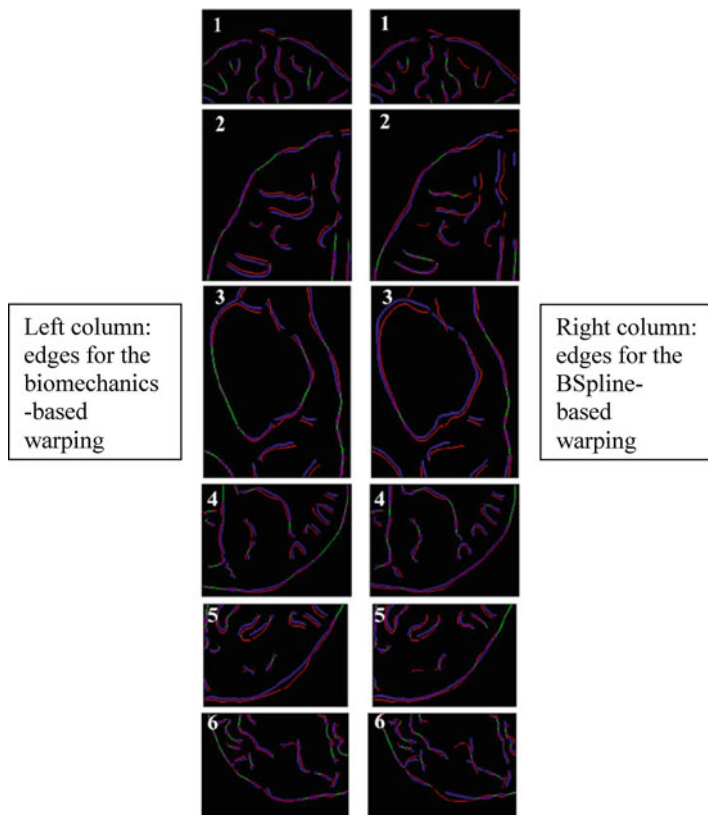 1
1
2
2
3
3
Left column:
edges for the
biomechanics
-based
warping
Right column:
edges for the
BSpline-
based
warping
4
4
5
5
6
6